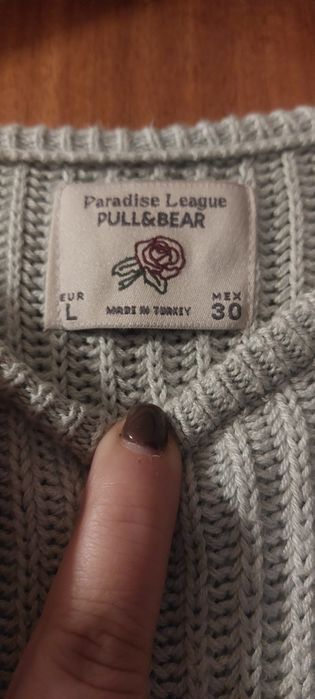 Paradise League
PULL&BEAR
EUR MEX
L MADE IN TURKEY 30